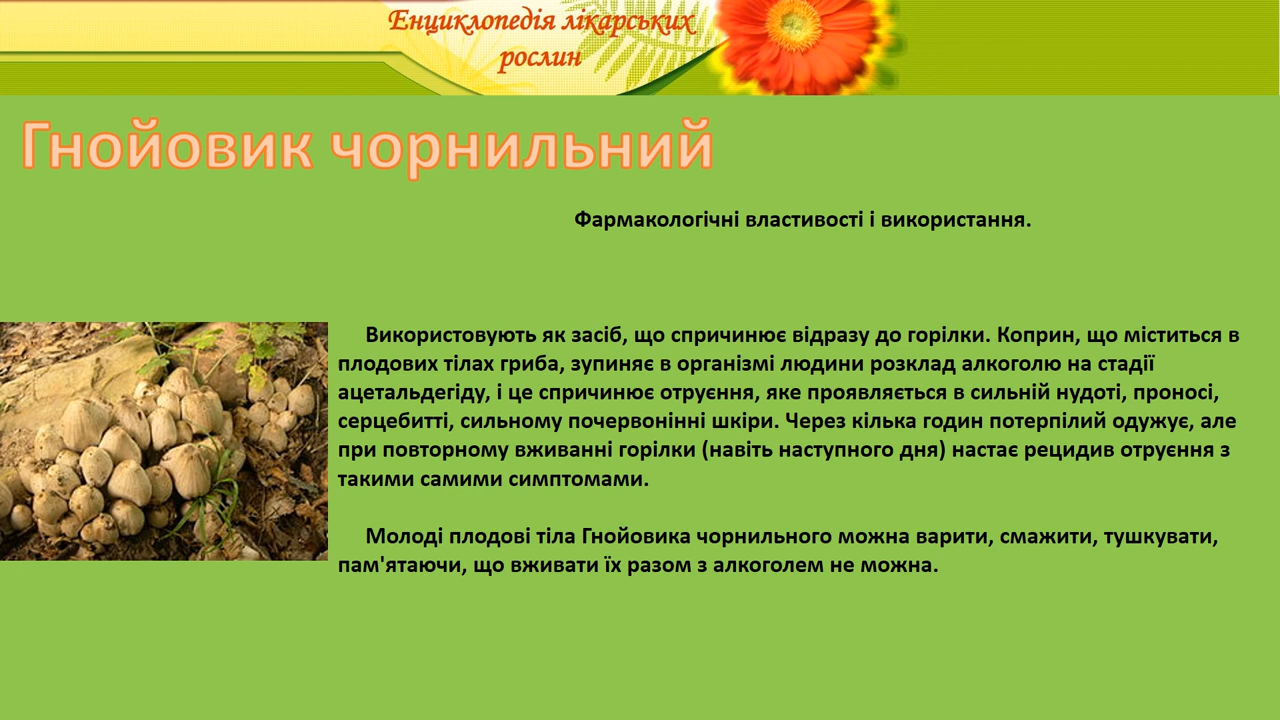 Енциклопедія лікарських
рослин
Гнойовик чорнильний
Фармакологічні властивості і використання.
Використовують як засіб, що спричинює відразу до горілки. Коприн, що міститься в
плодових тілах гриба, зупиняє в організмі людини розклад алкоголю на стадії
ацетальдегіду, і це спричинює отруєння, яке проявляється в сильній нудоті, проносі,
серцебитті, сильному почервонінні шкіри. Через кілька годин потерпілий одужує, але
при повторному вживанні горілки (навіть наступного дня) настає рецидив отруєння з
такими самими симптомами.
Молоді плодові тіла Гнойовика чорнильного можна варити, смажити, тушкувати,
пам'ятаючи, що вживати їх разом з алкоголем не можна.